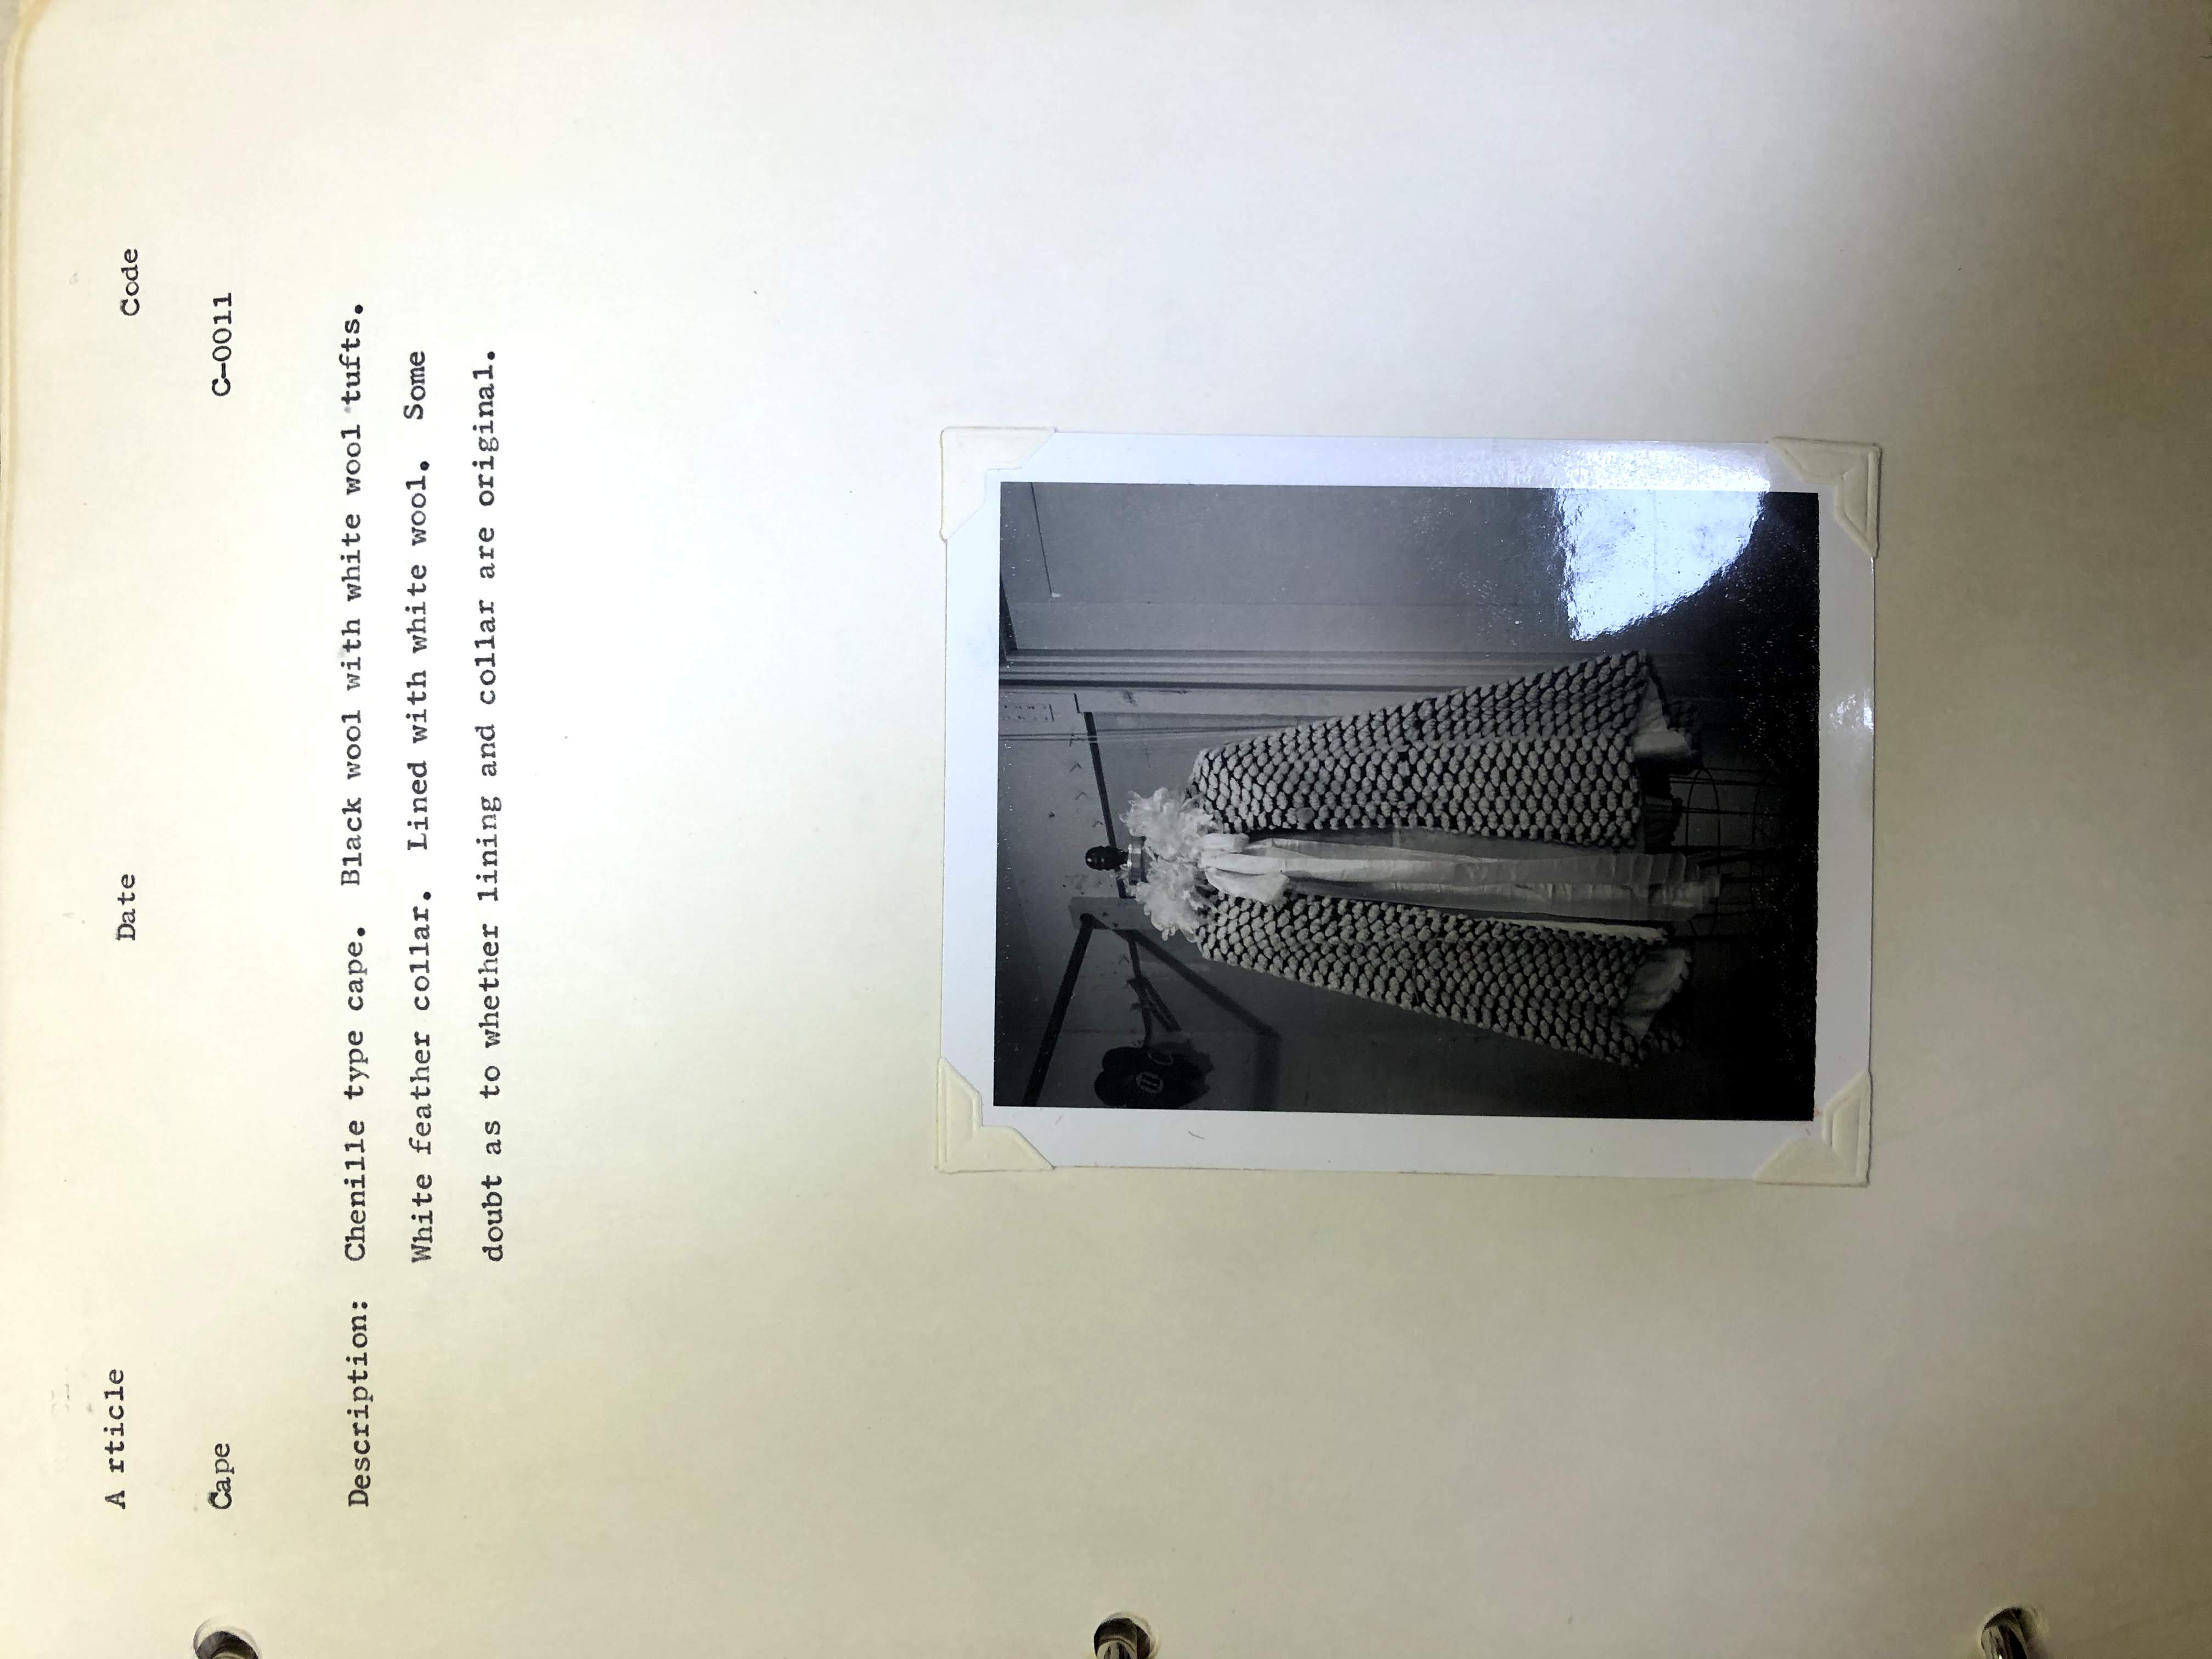 A rticle Date Code
Cape C-0011
Description: Chenille type cape. Black wool with white wool tufts.
White feather collar. Lined with white wool. Some
doubt as to whether lining and collar are original.